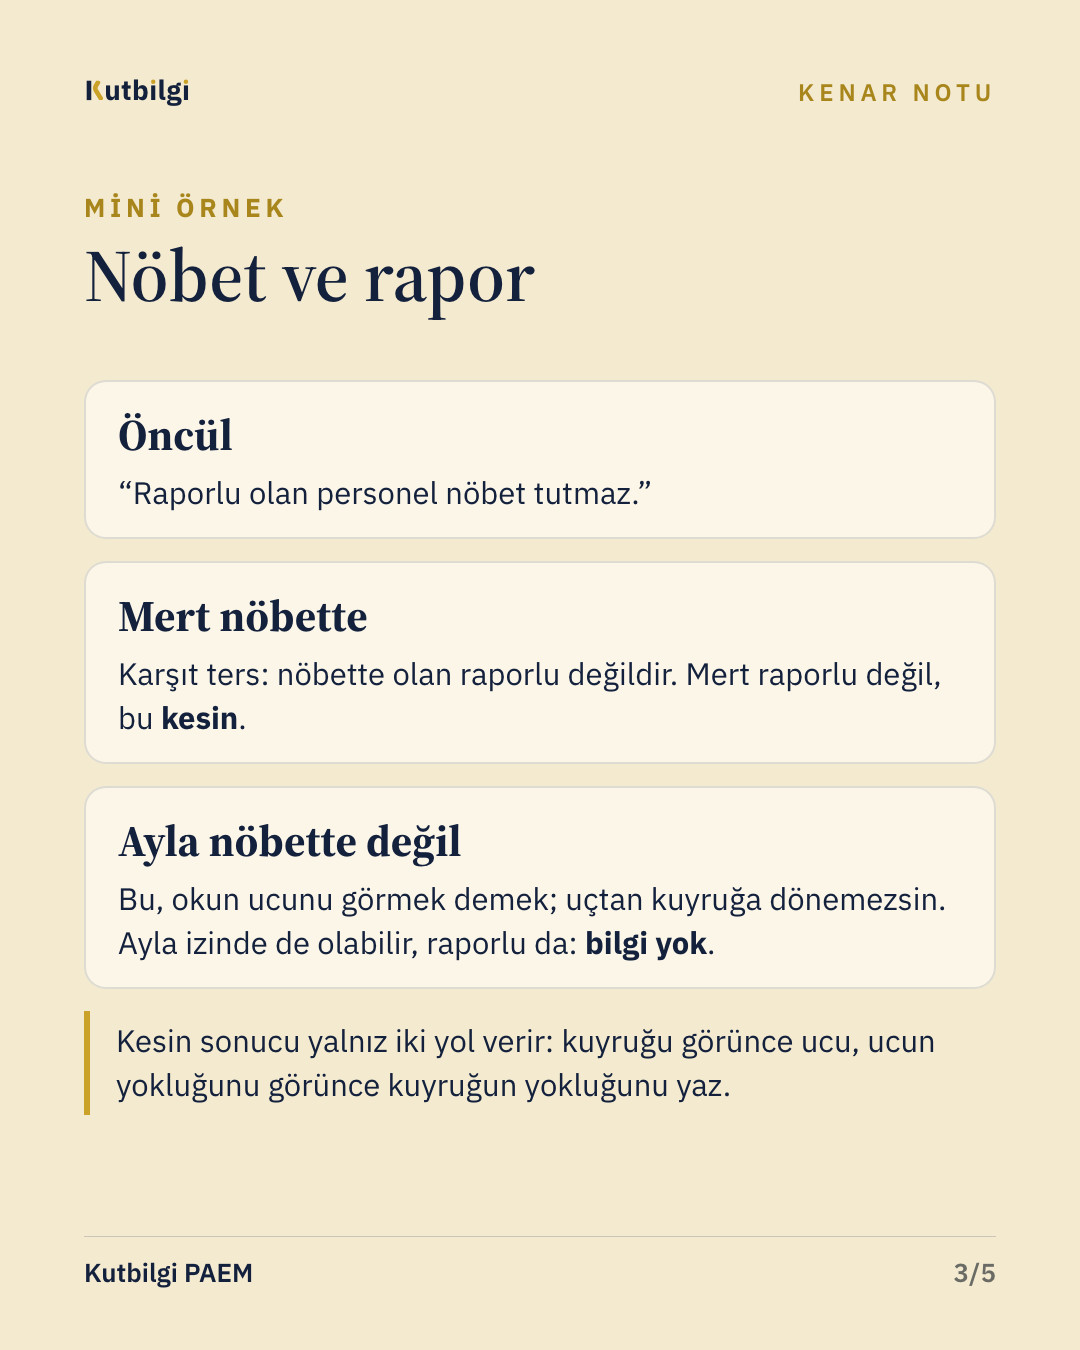 Kutbilgi
KENAR NOTU
MİNİ ÖRNEK
Nöbet ve rapor
Öncül
“Raporlu olan personel nöbet tutmaz.”
Mert nöbette
Karşıt ters: nöbette olan raporlu değildir. Mert raporlu değil,
bu kesin.
Ayla nöbette değil
Bu, okun ucunu görmek demek; uçtan kuyruğa dönemezsin.
Ayla izinde de olabilir, raporlu da: bilgi yok.
Kesin sonucu yalnız iki yol verir: kuyruğu görünce ucu, ucun
yokluğunu görünce kuyruğun yokluğunu yaz.
Kutbilgi PAEM
3/5